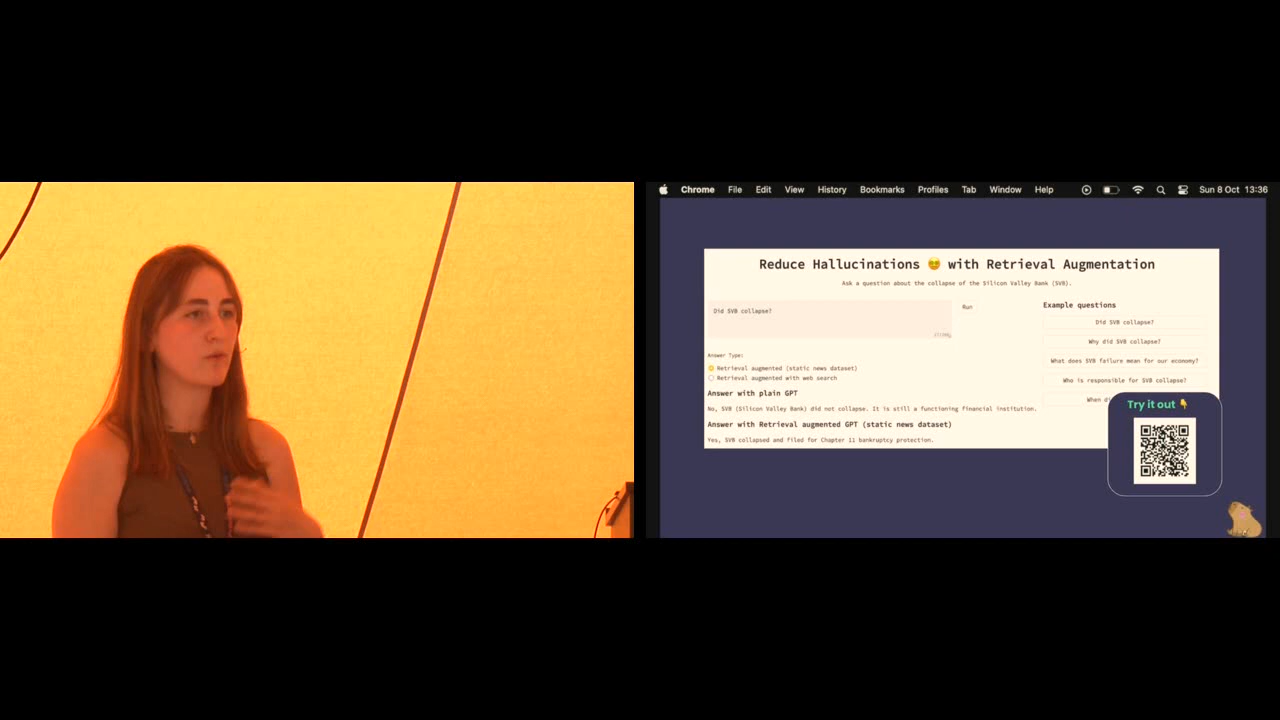 Chrome File Edit View History Bookmarks Profiles Tab Window Help Sun 8 Oct 13:36
Reduce Hallucinations 😇 with Retrieval Augmentation
Ask a question about the collapse of the Silicon Valley Bank (SVB).
Did SVB collapse?
Run
Answer Type:
Retrieval augmented (static news dataset)
Retrieval augmented with web search
Answer with plain GPT
No, SVB (Silicon Valley Bank) did not collapse. It is still a functioning financial institution.
Answer with Retrieval augmented GPT (static news dataset)
Yes, SVB collapsed and filed for Chapter 11 bankruptcy protection.
Example questions
Did SVB collapse?
Why did SVB collapse?
What does SVB failure mean for our economy?
Who is responsible for SVB collapse?
When
Try it out 👇